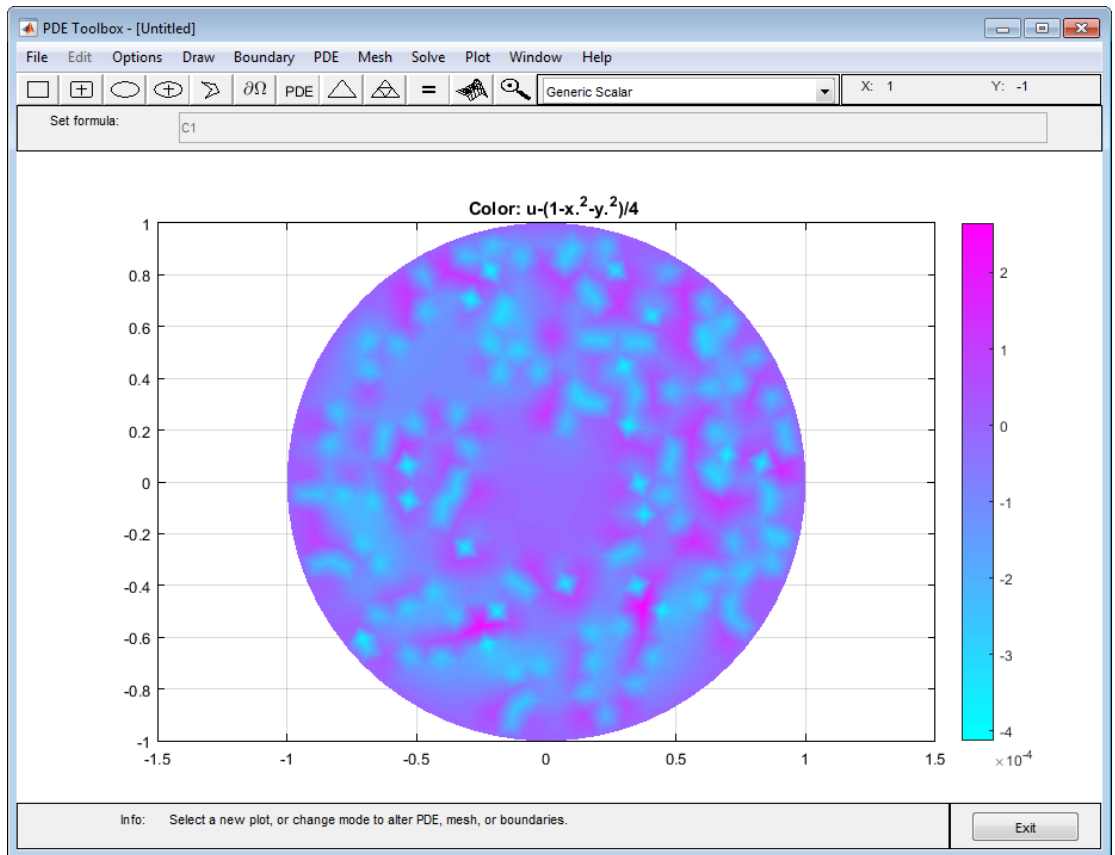 PDE Toolbox - [Untitled]
File Edit Options Draw Boundary PDE Mesh Solve Plot Window Help
∂Ω PDE = Generic Scalar X: 1 Y: -1
Set formula: C1
Color: u-(1-x.²-y.²)/4
1
0.8
0.6
0.4
0.2
0
-0.2
-0.4
-0.6
-0.8
-1
-1.5 -1 -0.5 0 0.5 1 1.5
2
1
0
-1
-2
-3
-4
×10⁻⁴
Info: Select a new plot, or change mode to alter PDE, mesh, or boundaries.
Exit